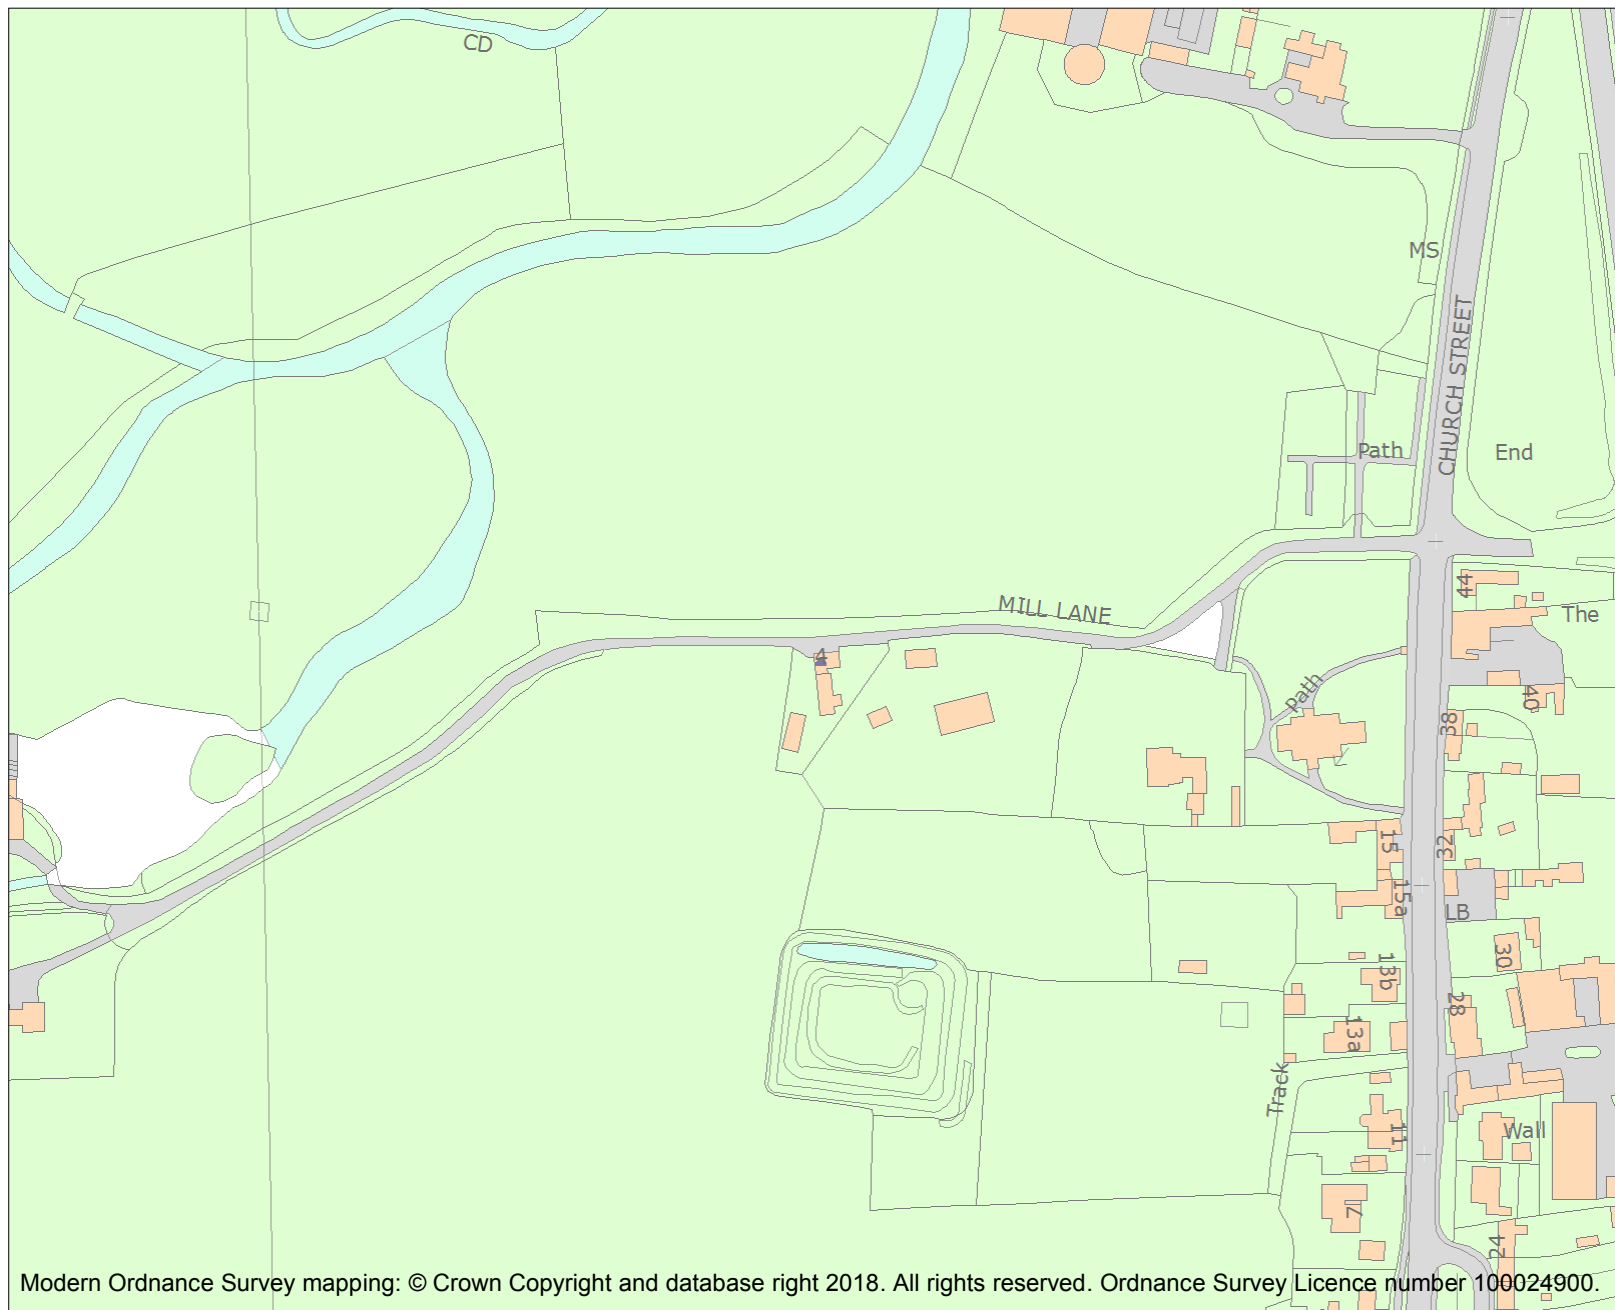 CD
MS
CHURCH STREET
Path
End
MILL LANE
44
The
4
Path
40
38
15
32
15a
LB
13b
30
28
13a
Track
11
Wall
7
24
Modern Ordnance Survey mapping: © Crown Copyright and database right 2018. All rights reserved. Ordnance Survey Licence number 100024900.